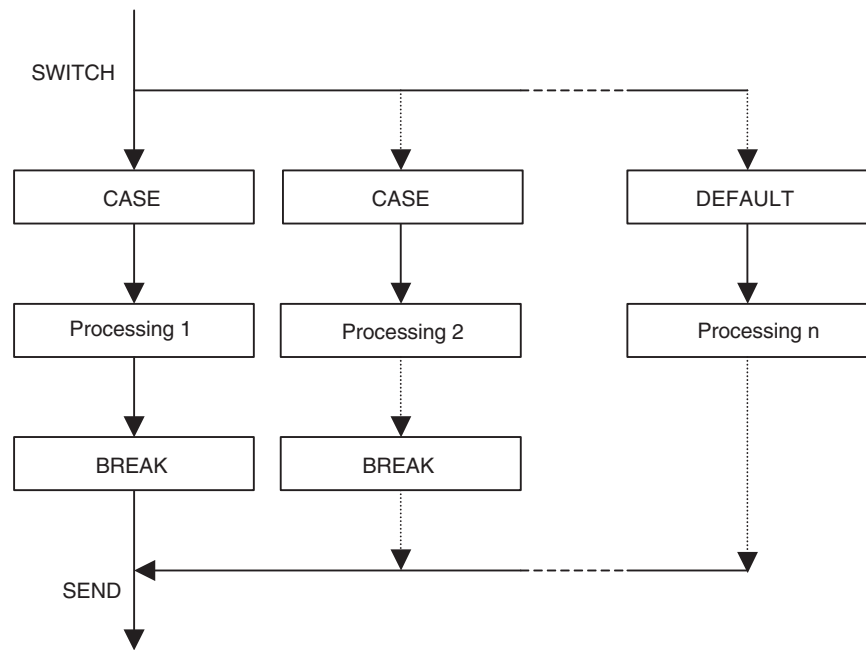 SWITCH
CASE
CASE
DEFAULT
Processing 1
Processing 2
Processing n
BREAK
BREAK
SEND